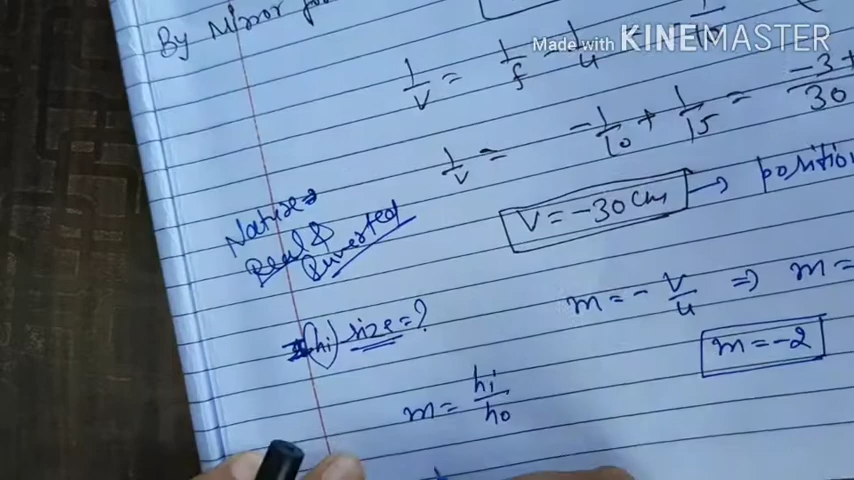 By Mirror
Made with KINEMASTER
1/v = 1/f - 1/u
1/v = -1/10 + 1/15 = -3+ / 30
v = -30 cm → position
Nature
Real &
Inverted
m = - v/u ⇒ m =
(hi) size = ?
m = -2
m = hi/ho